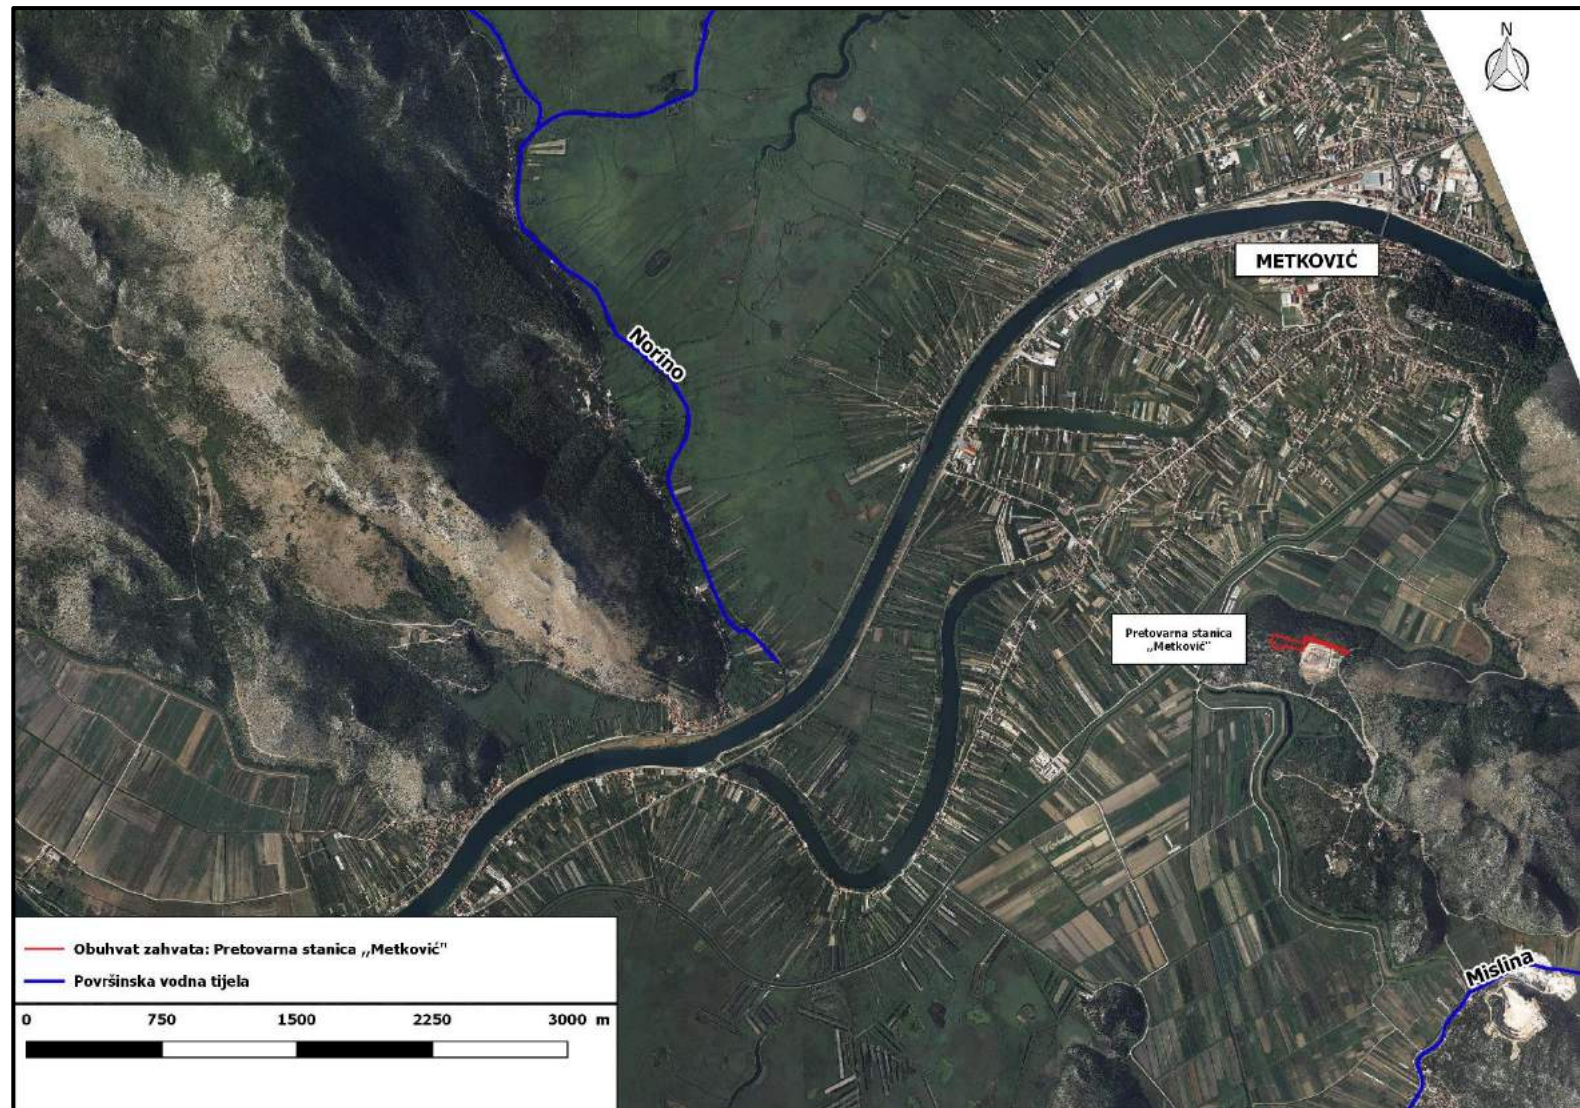 N
METKOVIĆ
Norino
Pretovarna stanica
„Metković"
Mislina
Obuhvat zahvata: Pretovarna stanica „Metković"
Površinska vodna tijela
0 750 1500 2250 3000 m